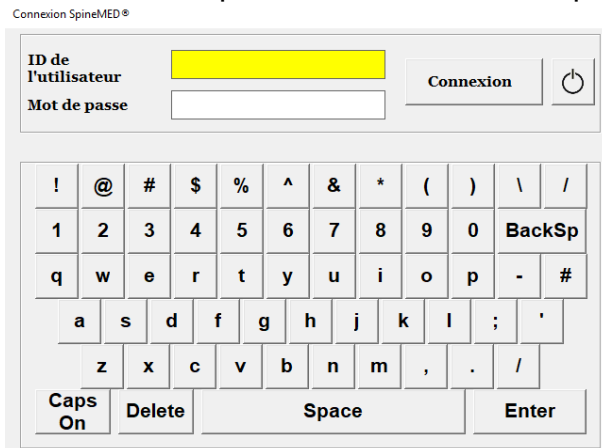 Connexion SpineMED®
ID de
l'utilisateur
Connexion
Mot de passe
! @ # $ % ^ & * ( ) \ /
1 2 3 4 5 6 7 8 9 0 BackSp
q w e r t y u i o p - #
a s d f g h j k l ; '
z x c v b n m , . /
Caps
On
Delete Space Enter